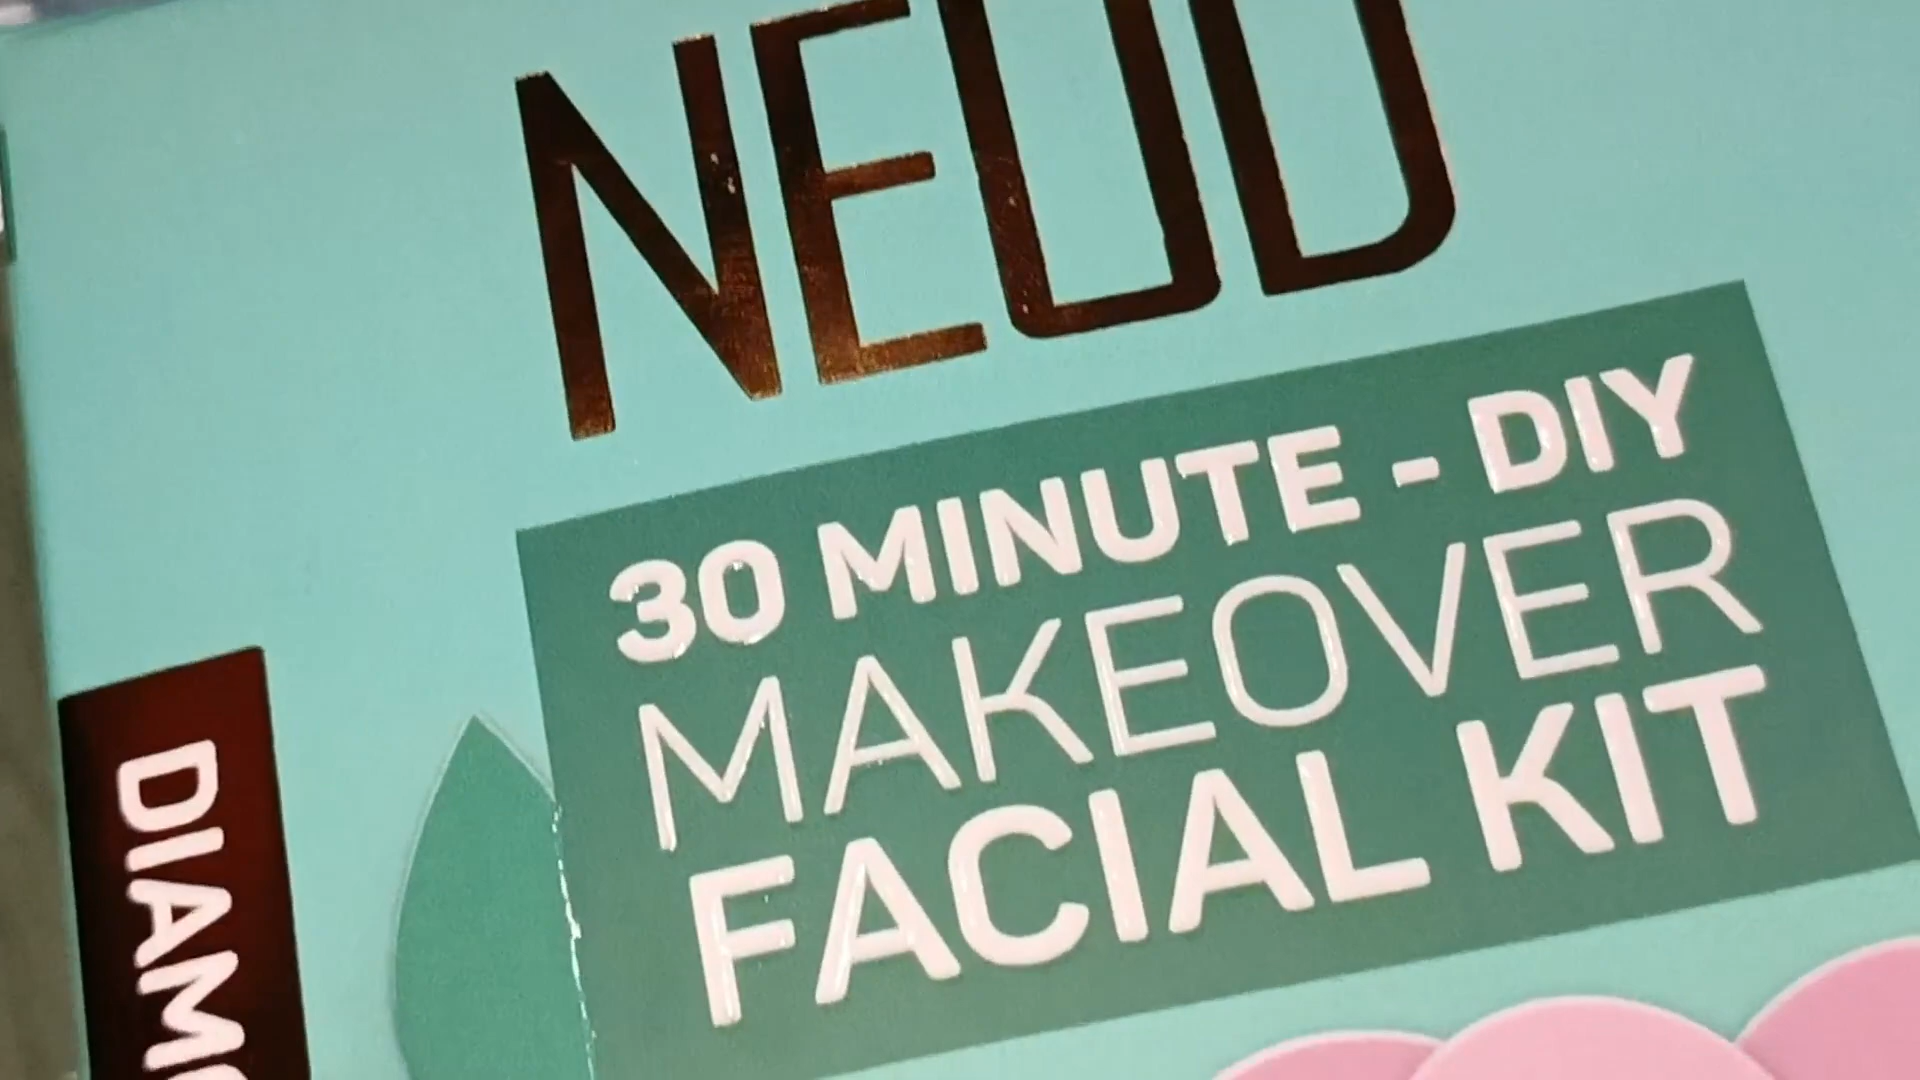 NEUD
30 MINUTE - DIY
MAKEOVER
FACIAL KIT
DIAM